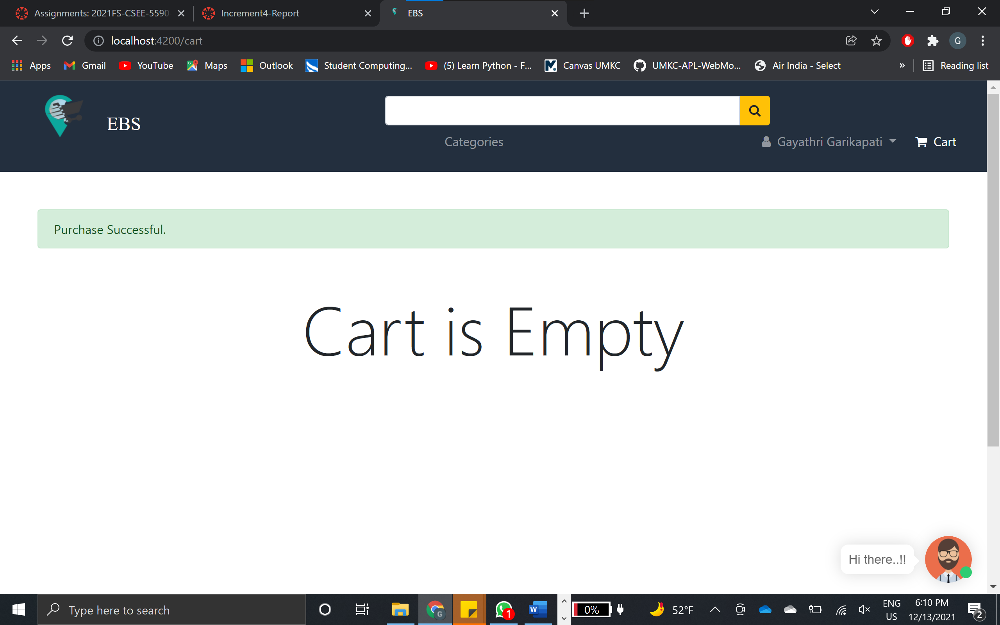 Assignments: 2021FS-CSEE-5590-
Increment4-Report
EBS
localhost:4200/cart
G
Apps
Gmail
YouTube
Maps
Outlook
Student Computing...
(5) Learn Python - F...
Canvas UMKC
UMKC-APL-WebMo...
Air India - Select
»
Reading list
EBS
Categories
Gayathri Garikapati
Cart
Purchase Successful.
Cart is Empty
Hi there..!!
Type here to search
G
1
W
0%
52°F
ENG
US
6:10 PM
12/13/2021
2